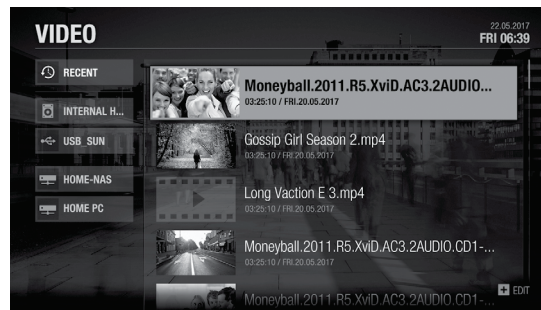 VIDEO
22.05.2017
FRI 06:39
RECENT
INTERNAL H...
USB_SUN
HOME-NAS
HOME PC
Moneyball.2011.R5.XviD.AC3.2AUDIO...
03:25:10 / FRI.20.05.2017
Gossip Girl Season 2.mp4
03:25:10 / FRI.20.05.2017
Long Vaction E 3.mp4
03:25:10 / FRI.20.05.2017
Moneyball.2011.R5.XviD.AC3.2AUDIO.CD1-...
03:25:10 / FRI.20.05.2017
Moneyball.2011.R5.XviD.AC3.2AUDIO.CD1-...
EDIT